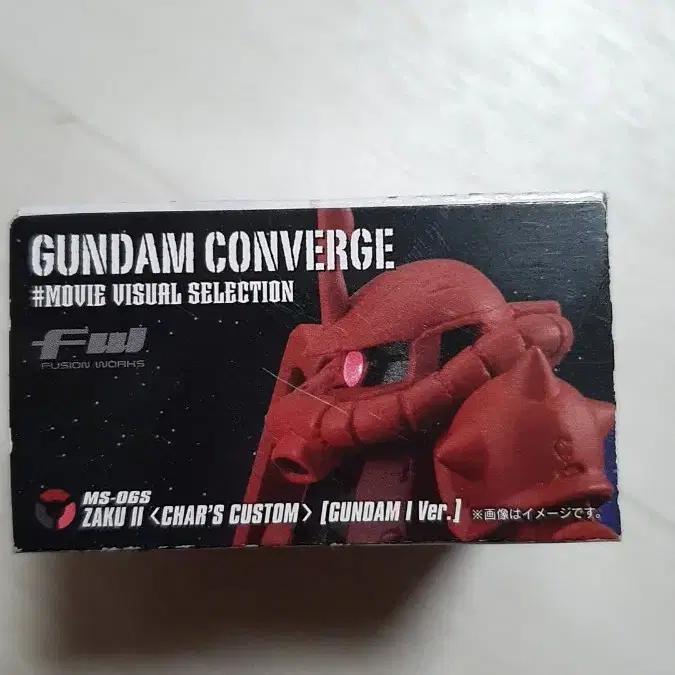 GUNDAM CONVERGE
#MOVIE VISUAL SELECTION
FW
FUSION WORKS
MS-06S
ZAKU II <CHAR'S CUSTOM> [GUNDAM I Ver.] ※画像はイメージです。